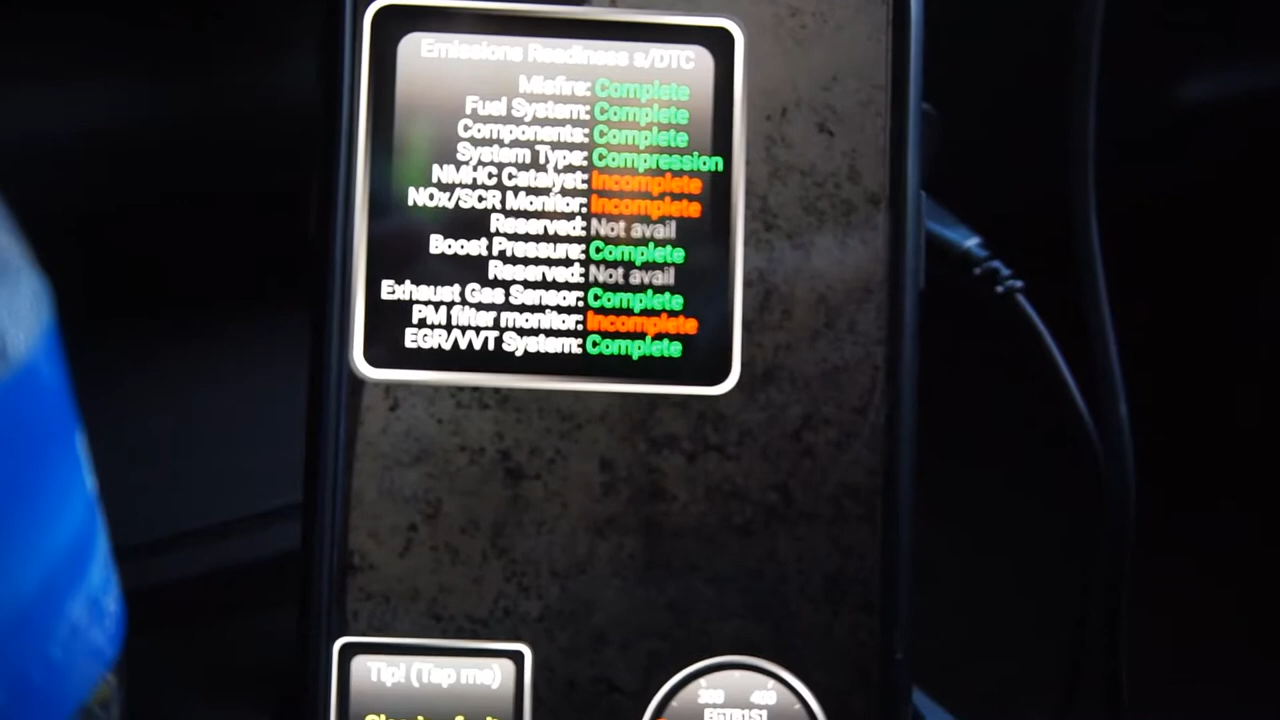 Emissions Readiness s/DTC
Misfire: Complete
Fuel System: Complete
Components: Complete
System Type: Compression
NMHC Catalyst: Incomplete
NOx/SCR Monitor: Incomplete
Reserved: Not avail
Boost Pressure: Complete
Reserved: Not avail
Exhaust Gas Sensor: Complete
PM filter monitor: Incomplete
EGR/VVT System: Complete
Tip! (Tap me)
300 400
EGTB1S1